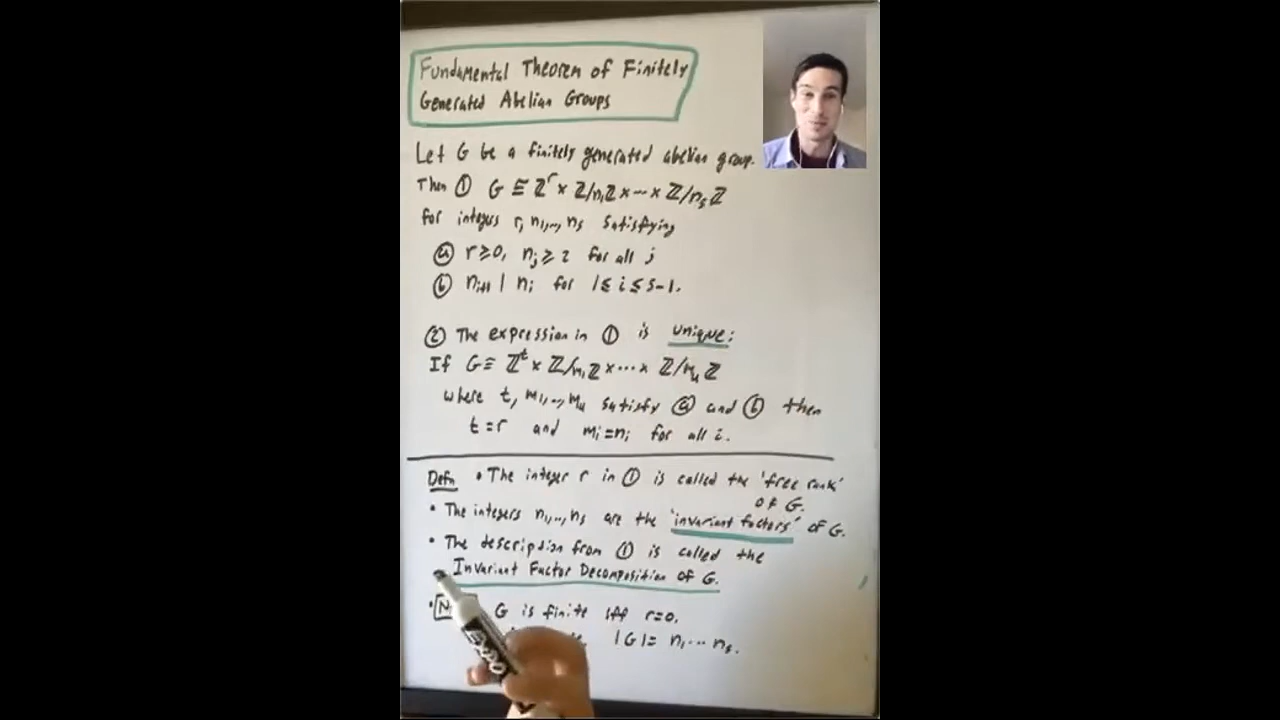 Fundamental Theorem of Finitely
Generated Abelian Groups
Let G be a finitely generated abelian group.
Then ① G ≅ ℤ^r × ℤ/n₁ℤ × ⋯ × ℤ/n_sℤ
for integers r, n₁,..., n_s satisfying
ⓐ r ≥ 0, n_j ≥ 2 for all j
ⓑ n_{i+1} | n_i for 1 ≤ i ≤ s-1.
② The expression in ① is unique:
If G ≅ ℤ^t × ℤ/m₁ℤ × ⋯ × ℤ/m_uℤ
where t, m₁,..., m_u satisfy ⓐ and ⓑ then
t = r and m_i = n_i for all i.
Defn • The integer r in ① is called the 'free rank'
of G.
• The integers n₁,..., n_s are the 'invariant factors' of G.
• The description from ① is called the
Invariant Factor Decomposition of G.
• G is finite iff r=0.
|G| = n₁ ⋯ n_s.
EXPO